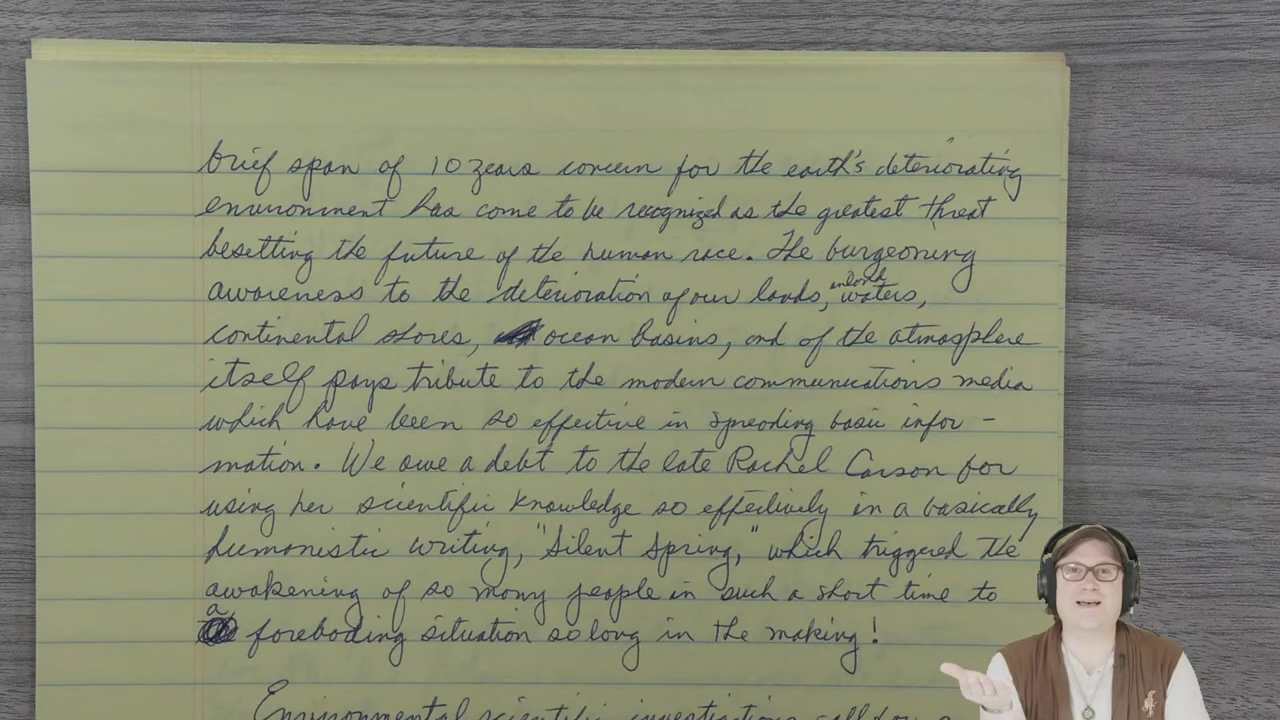 brief span of 10 years concern for the earth's deteriorating
environment has come to be recognized as the greatest threat
besetting the future of the human race. The burgeoning
awareness to the deterioration of our lands, inland waters,
continental shores, ocean basins, and of the atmosphere
itself pays tribute to the modern communications media
which have been so effective in spreading basic infor-
mation. We owe a debt to the late Rachel Carson for
using her scientific knowledge so effectively in a basically
humanistic writing, "Silent Spring," which triggered the
awakening of so many people in such a short time to
a foreboding situation so long in the making!
Environmental scientific investigations call for a